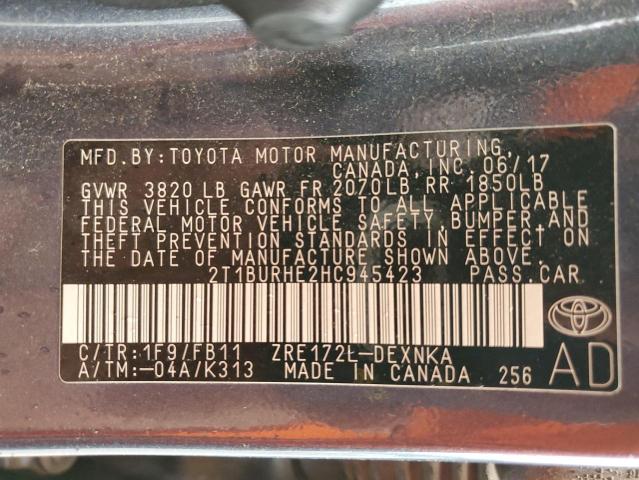 MFD. BY: TOYOTA MOTOR MANUFACTURING,
CANADA, INC. 06/17
GVWR 3820 LB GAWR FR 2070LB, RR 1850LB
THIS VEHICLE CONFORMS TO ALL APPLICABLE
FEDERAL MOTOR VEHICLE SAFETY, BUMPER, AND
THEFT PREVENTION STANDARDS IN EFFECT ON
THE DATE OF MANUFACTURE SHOWN ABOVE.
2T1BURHE2HC945423 PASS. CAR
C/TR: 1F9/FB11 ZRE172L-DEXNKA
A/TM: -04A/K313 MADE IN CANADA 256
TOYOTA
AD